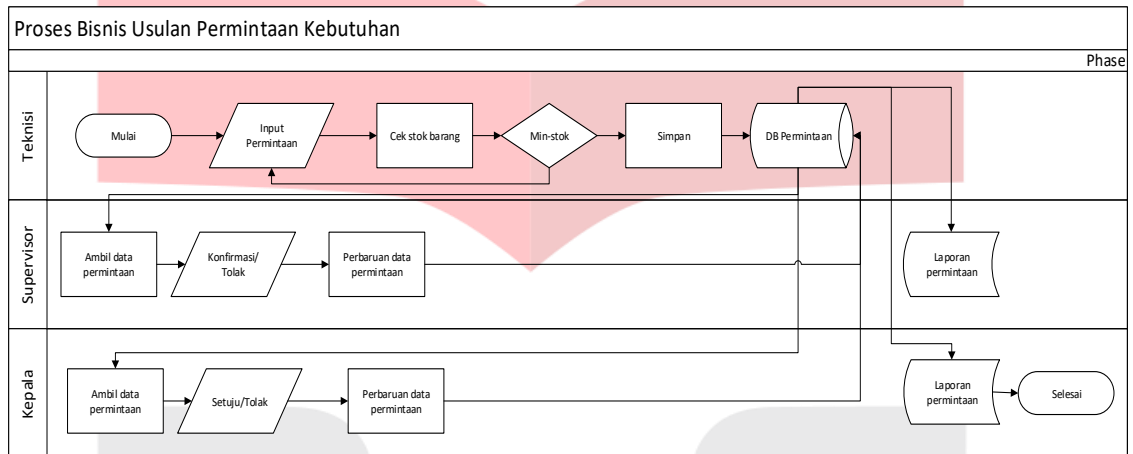 Proses Bisnis Usulan Permintaan Kebutuhan
Phase
Teknisi
Mulai
Input
Permintaan
Cek stok barang
Min-stok
Simpan
DB Permintaan
Supervisor
Ambil data
permintaan
Konfirmasi/
Tolak
Perbaruan data
permintaan
Laporan
permintaan
Kepala
Ambil data
permintaan
Setuju/Tolak
Perbaruan data
permintaan
Laporan
permintaan
Selesai